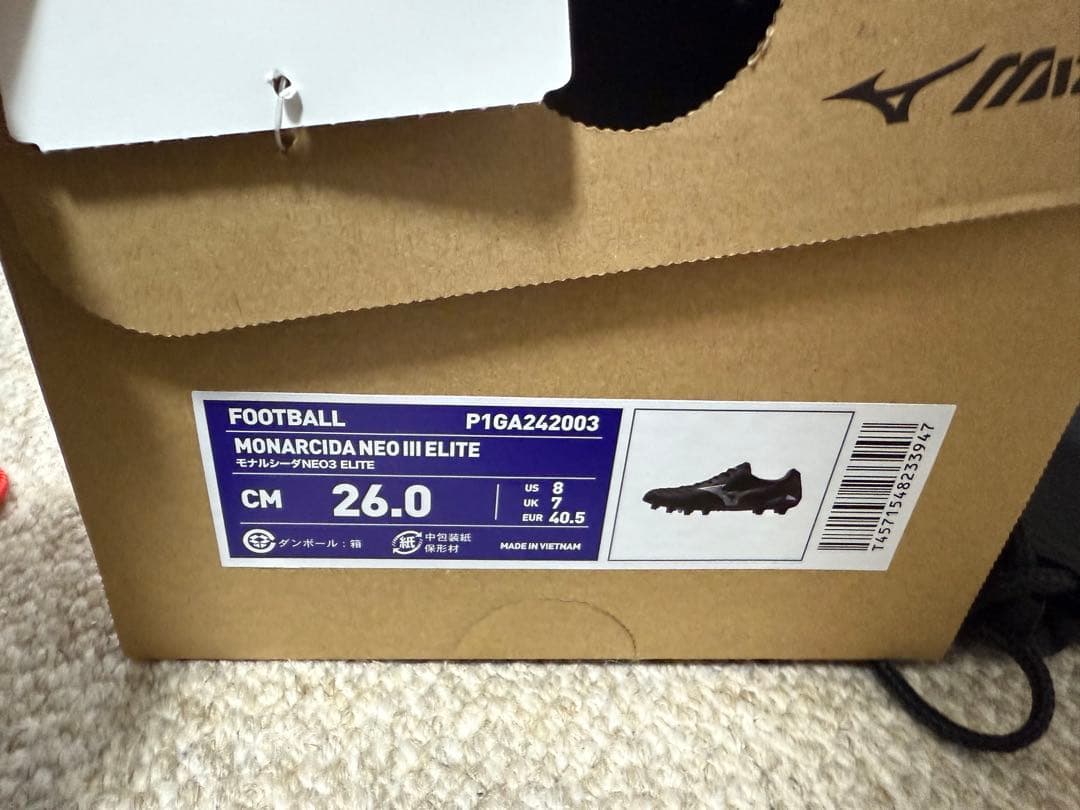 FOOTBALL P1GA242003
MONARCIDA NEO III ELITE
モナルシーダNEO3 ELITE
CM 26.0
US 8
UK 7
EUR 40.5
ダンボール:箱
紙 中包装紙
保形材
MADE IN VIETNAM
T4571548233947